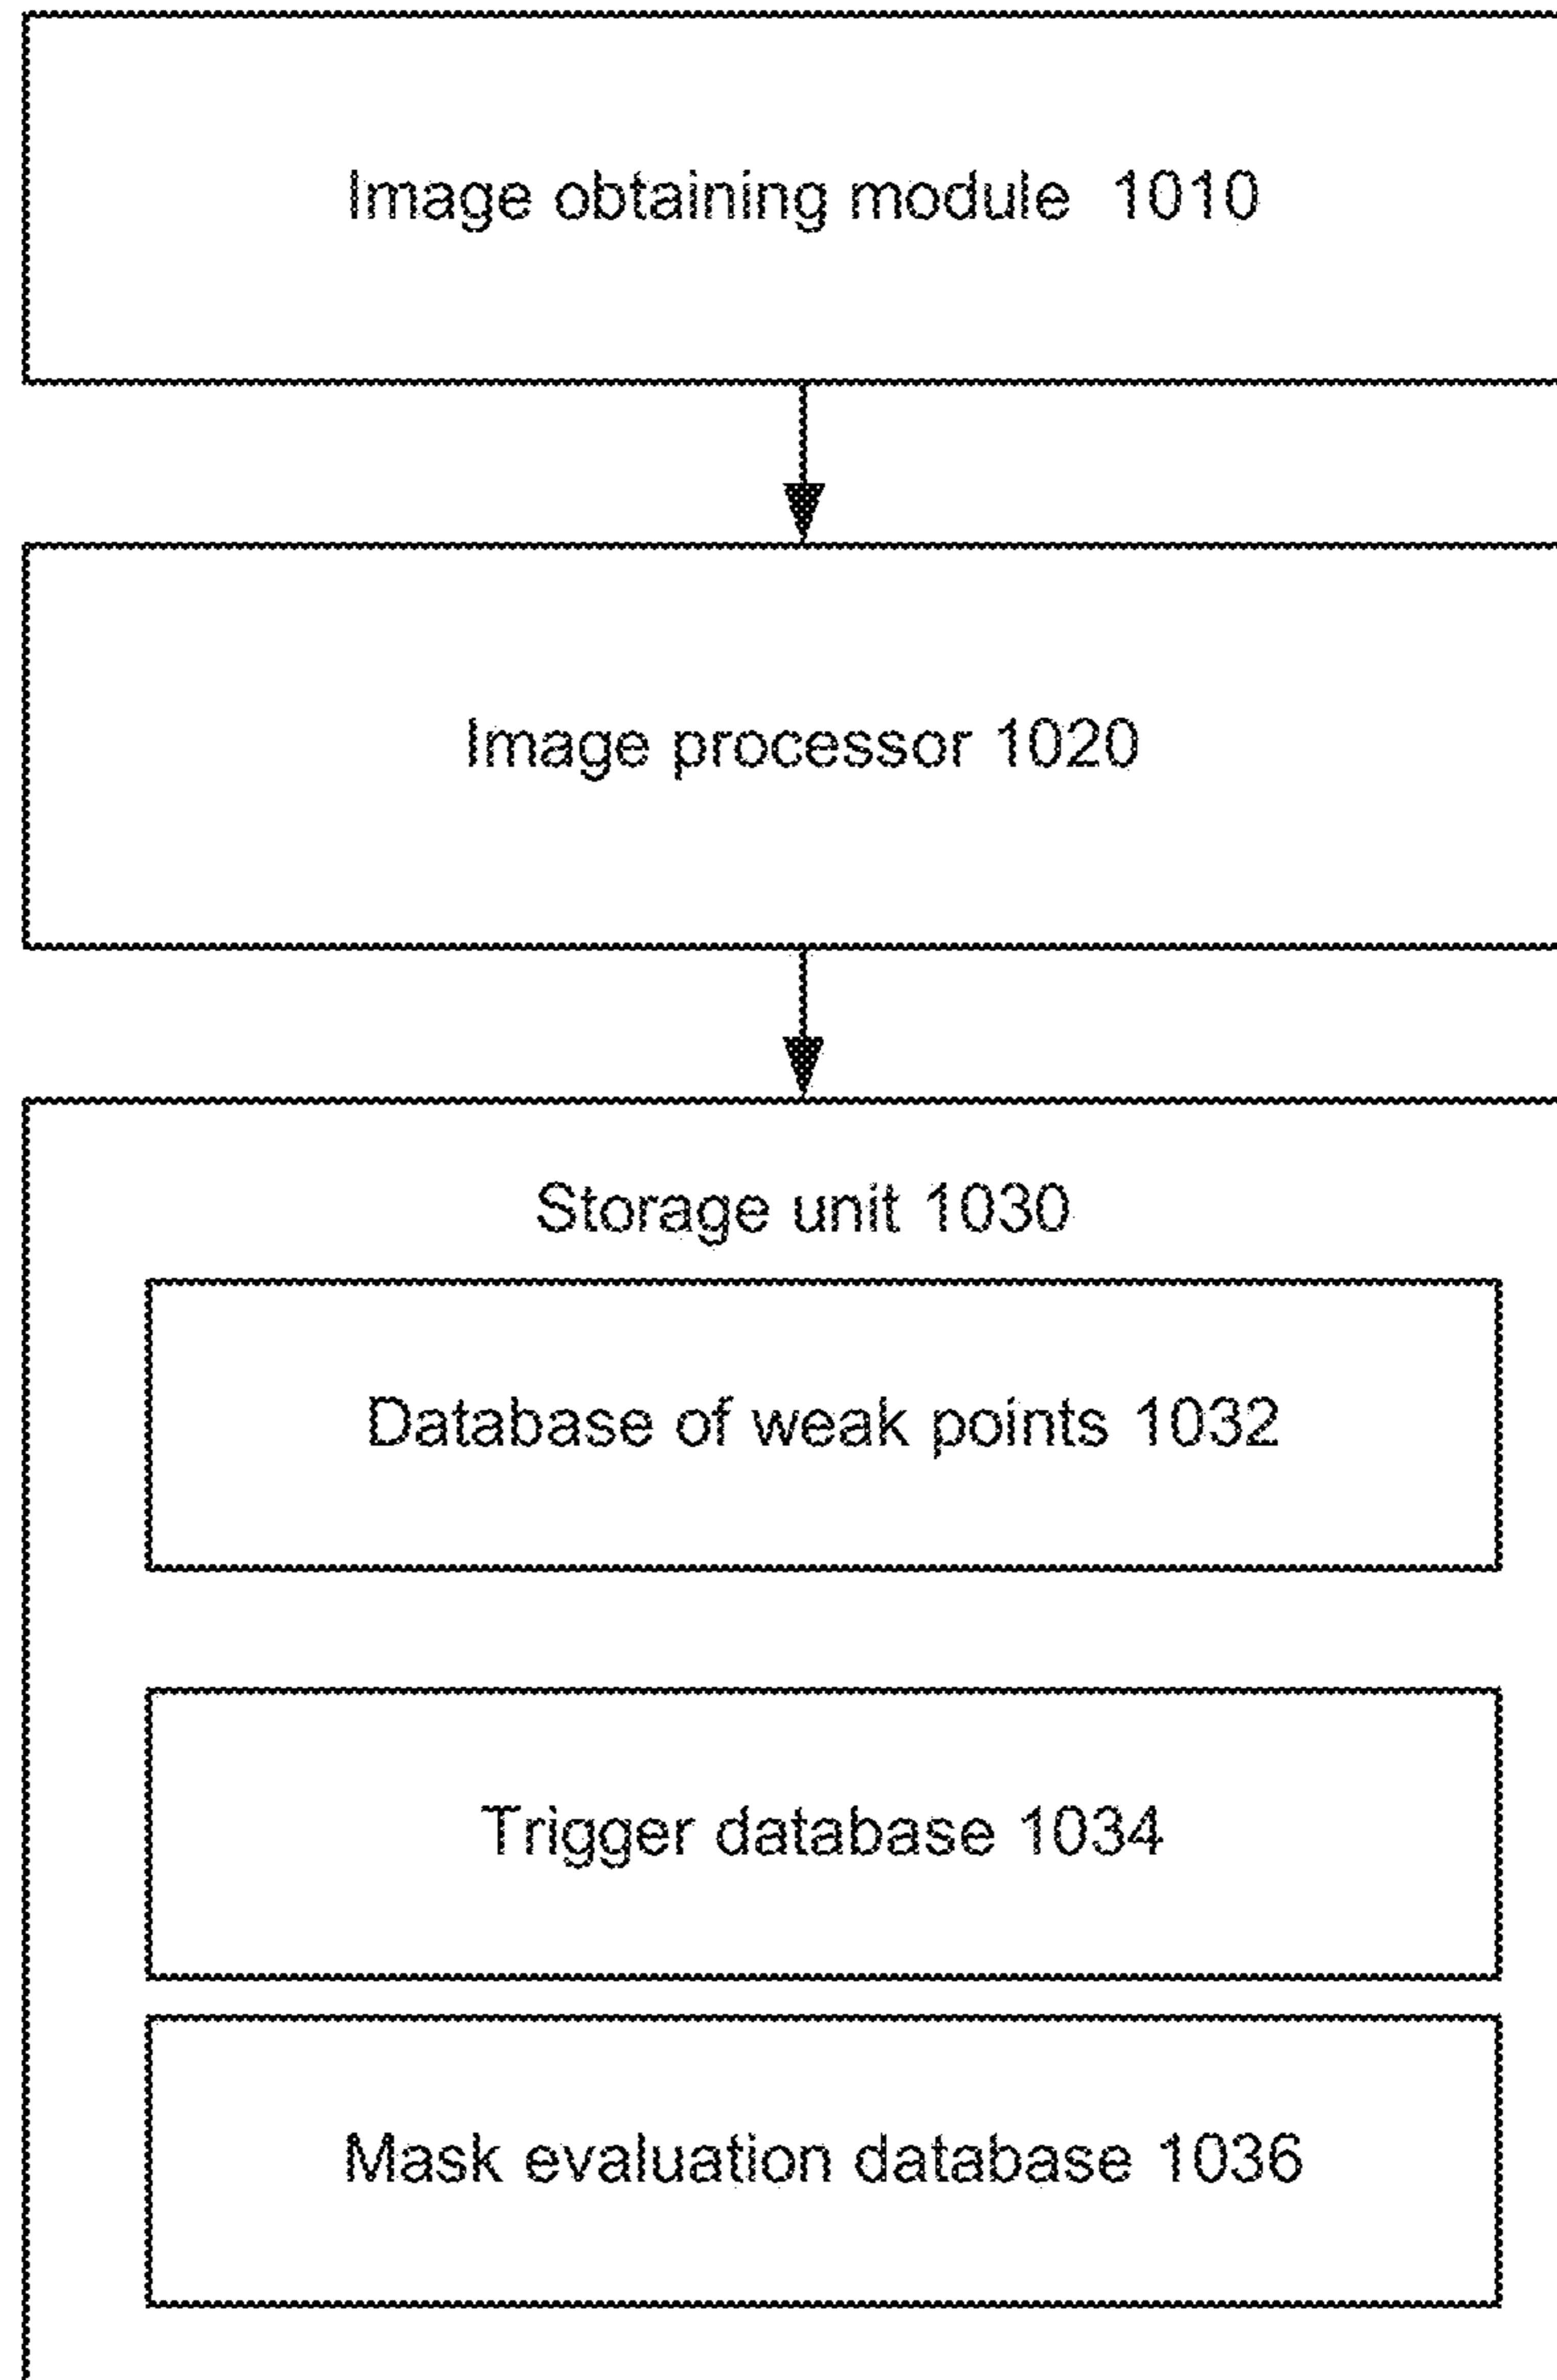 Image obtaining module 1010
Image processor 1020
Storage unit 1030
Database of weak points 1032
Trigger database 1034
Mask evaluation database 1036